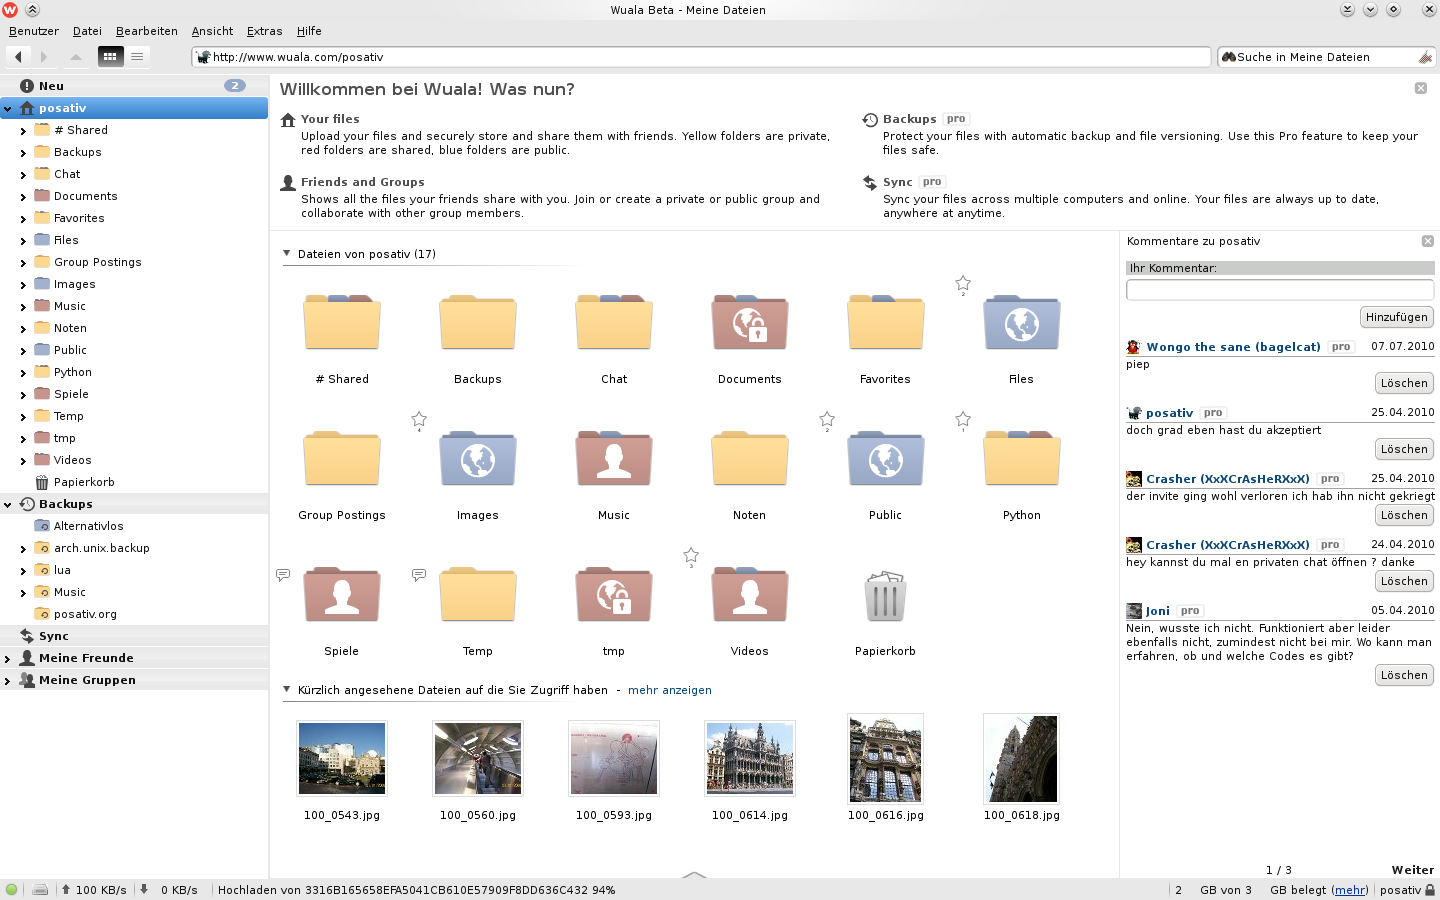 Wuala Beta - Meine Dateien
Benutzer Datei Bearbeiten Ansicht Extras Hilfe
http://www.wuala.com/posativ
Suche in Meine Dateien
Neu 2
posativ
# Shared
Backups
Chat
Documents
Favorites
Files
Group Postings
Images
Music
Noten
Public
Python
Spiele
Temp
tmp
Videos
Papierkorb
Backups
Alternativlos
arch.unix.backup
lua
Music
posativ.org
Sync
Meine Freunde
Meine Gruppen
Willkommen bei Wuala! Was nun?
Your files
Upload your files and securely store and share them with friends. Yellow folders are private,
red folders are shared, blue folders are public.
Backups pro
Protect your files with automatic backup and file versioning. Use this Pro feature to keep your
files safe.
Friends and Groups
Shows all the files your friends share with you. Join or create a private or public group and
collaborate with other group members.
Sync pro
Sync your files across multiple computers and online. Your files are always up to date,
anywhere at anytime.
Dateien von posativ (17)
2
# Shared Backups Chat Documents Favorites Files
4 2 1
Group Postings Images Music Noten Public Python
3
Spiele Temp tmp Videos Papierkorb
Kürzlich angesehene Dateien auf die Sie Zugriff haben - mehr anzeigen
100_0543.jpg 100_0560.jpg 100_0593.jpg 100_0614.jpg 100_0616.jpg 100_0618.jpg
Kommentare zu posativ
Ihr Kommentar:
Hinzufügen
Wongo the sane (bagelcat) pro 07.07.2010
piep
Löschen
posativ pro 25.04.2010
doch grad eben hast du akzeptiert
Löschen
Crasher (XxXCrAsHeRXxX) pro 25.04.2010
der invite ging wohl verloren ich hab ihn nicht gekriegt
Löschen
Crasher (XxXCrAsHeRXxX) pro 24.04.2010
hey kannst du mal en privaten chat öffnen ? danke
Löschen
Joni pro 05.04.2010
Nein, wusste ich nicht. Funktioniert aber leider
ebenfalls nicht, zumindest nicht bei mir. Wo kann man
erfahren, ob und welche Codes es gibt?
Löschen
1 / 3 Weiter
100 KB/s 0 KB/s Hochladen von 3316B165658EFA5041CB610E57909F8DD636C432 94% 2 GB von 3 GB belegt (mehr) posativ